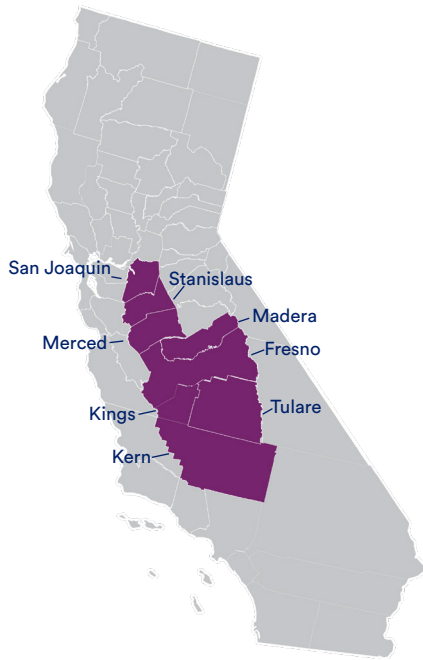 San Joaquin
Stanislaus
Madera
Merced
Fresno
Kings
Tulare
Kern